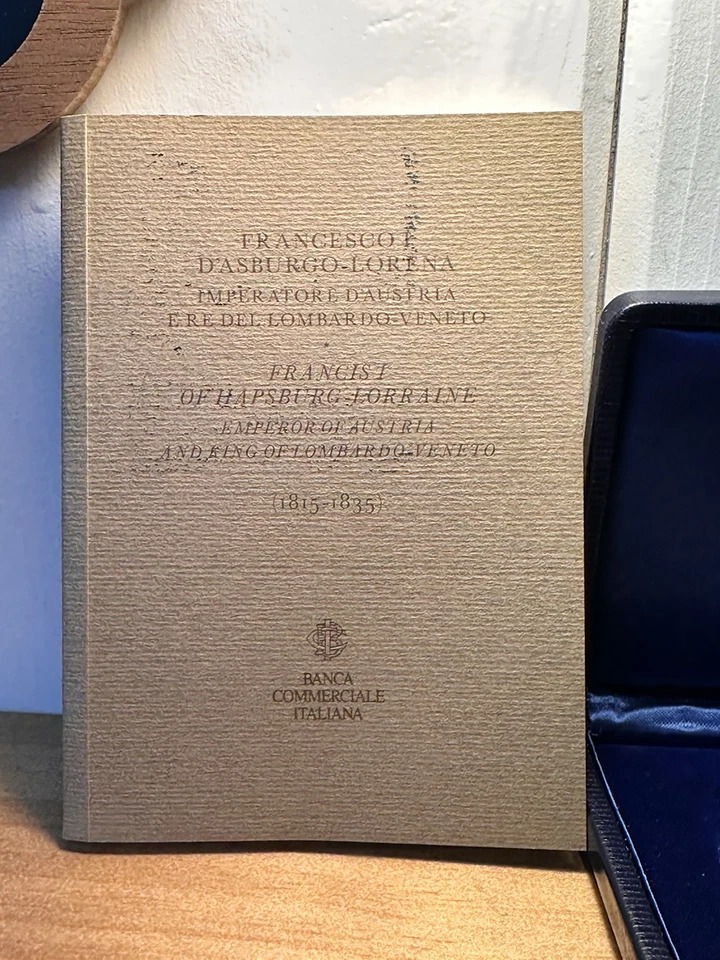 FRANCESCO I
D'ASBURGO-LORENA
IMPERATORE D'AUSTRIA
E RE DEL LOMBARDO-VENETO
*
FRANCIS I
OF HAPSBURG-LORRAINE
EMPEROR OF AUSTRIA
AND KING OF LOMBARDO-VENETO
(1815-1835)
BANCA
COMMERCIALE
ITALIANA